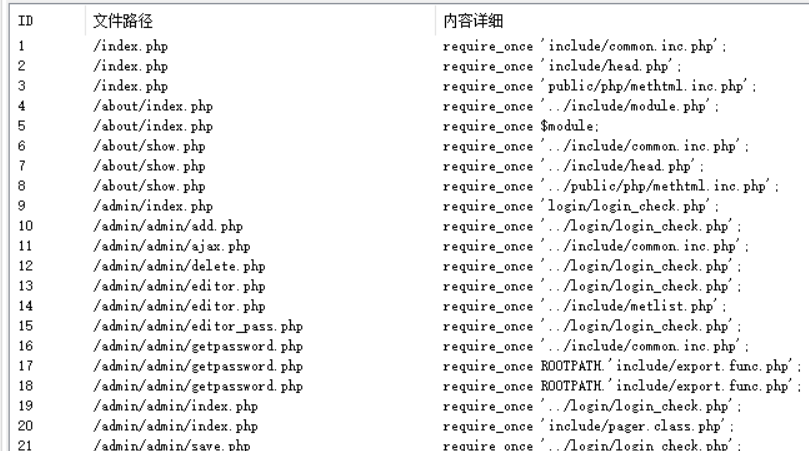 ID 文件路径 内容详细
1 /index.php require_once 'include/common.inc.php';
2 /index.php require_once 'include/head.php';
3 /index.php require_once 'public/php/methtml.inc.php';
4 /about/index.php require_once '../include/module.php';
5 /about/index.php require_once $module;
6 /about/show.php require_once '../include/common.inc.php';
7 /about/show.php require_once '../include/head.php';
8 /about/show.php require_once '../public/php/methtml.inc.php';
9 /admin/index.php require_once 'login/login_check.php';
10 /admin/admin/add.php require_once '../login/login_check.php';
11 /admin/admin/ajax.php require_once '../include/common.inc.php';
12 /admin/admin/delete.php require_once '../login/login_check.php';
13 /admin/admin/editor.php require_once '../login/login_check.php';
14 /admin/admin/editor.php require_once '../include/metlist.php';
15 /admin/admin/editor_pass.php require_once '../login/login_check.php';
16 /admin/admin/getpassword.php require_once '../include/common.inc.php';
17 /admin/admin/getpassword.php require_once ROOTPATH.'include/export.func.php';
18 /admin/admin/getpassword.php require_once ROOTPATH.'include/export.func.php';
19 /admin/admin/index.php require_once '../login/login_check.php';
20 /admin/admin/index.php require_once 'include/pager.class.php';
21 /admin/admin/save.php require_once '../login/login_check.php';